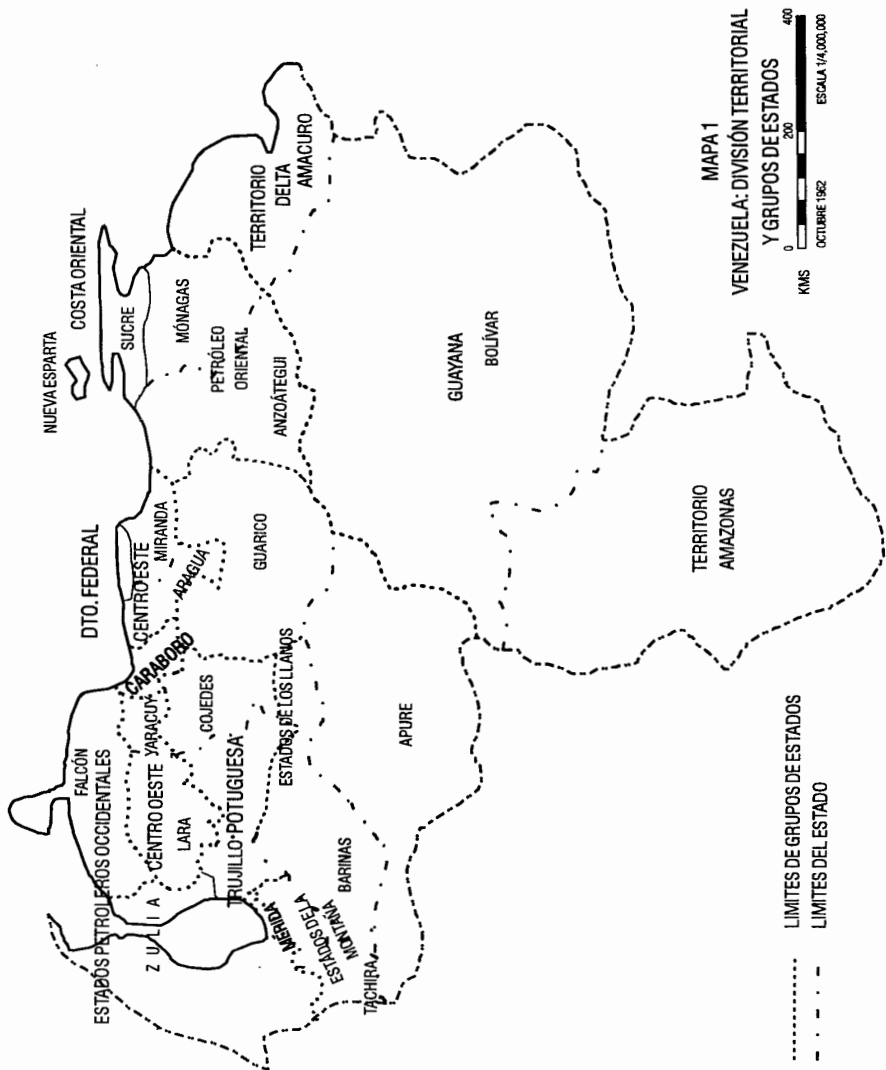 NUEVA ESPARTA
COSTA ORIENTAL
DTO. FEDERAL
SUCRE
MÓNAGAS
PETRÓLEO
ORIENTAL
ANZOÁTEGUI
TERRITORIO
DELTA
AMACURO
FALCÓN
ESTADOS PETROLEROS OCCIDENTALES
ZULIA
CENTRO OESTE
LARA
YARACUY
CARABOBO
CENTRO ESTE
MIRANDA
ARAGUA
GUARICO
COJEDES
TRUJILLO POTUGUESA
ESTADOS DE LOS LLANOS
MÉRIDA
ESTADOS DE LA
MONTAÑA
BARINAS
TACHIRA
APURE
GUAYANA
BOLÍVAR
TERRITORIO
AMAZONAS
LIMITES DE GRUPOS DE ESTADOS
LIMITES DEL ESTADO
MAPA 1
VENEZUELA: DIVISIÓN TERRITORIAL
Y GRUPOS DE ESTADOS
0 200 400
KMS
OCTUBRE 1962 ESCALA 1/4,000,000